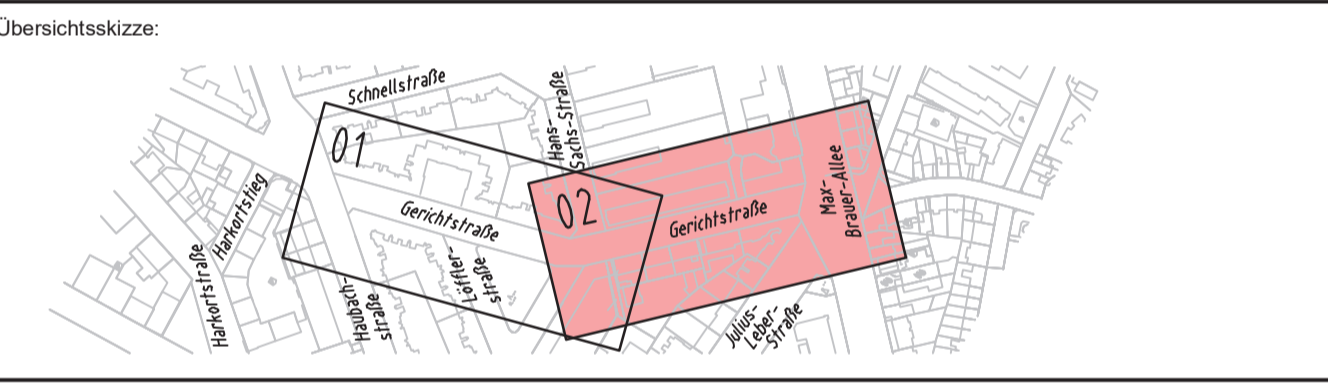 Übersichtsskizze:
Schnellstraße
01
Hans-
Sachs-Straße
02
Gerichtstraße
Gerichtstraße
Max-
Brauer-Allee
Harkortstieg
Harkortstraße
Haubach-
straße
Löffler-
straße
Julius-
Leber-
Straße